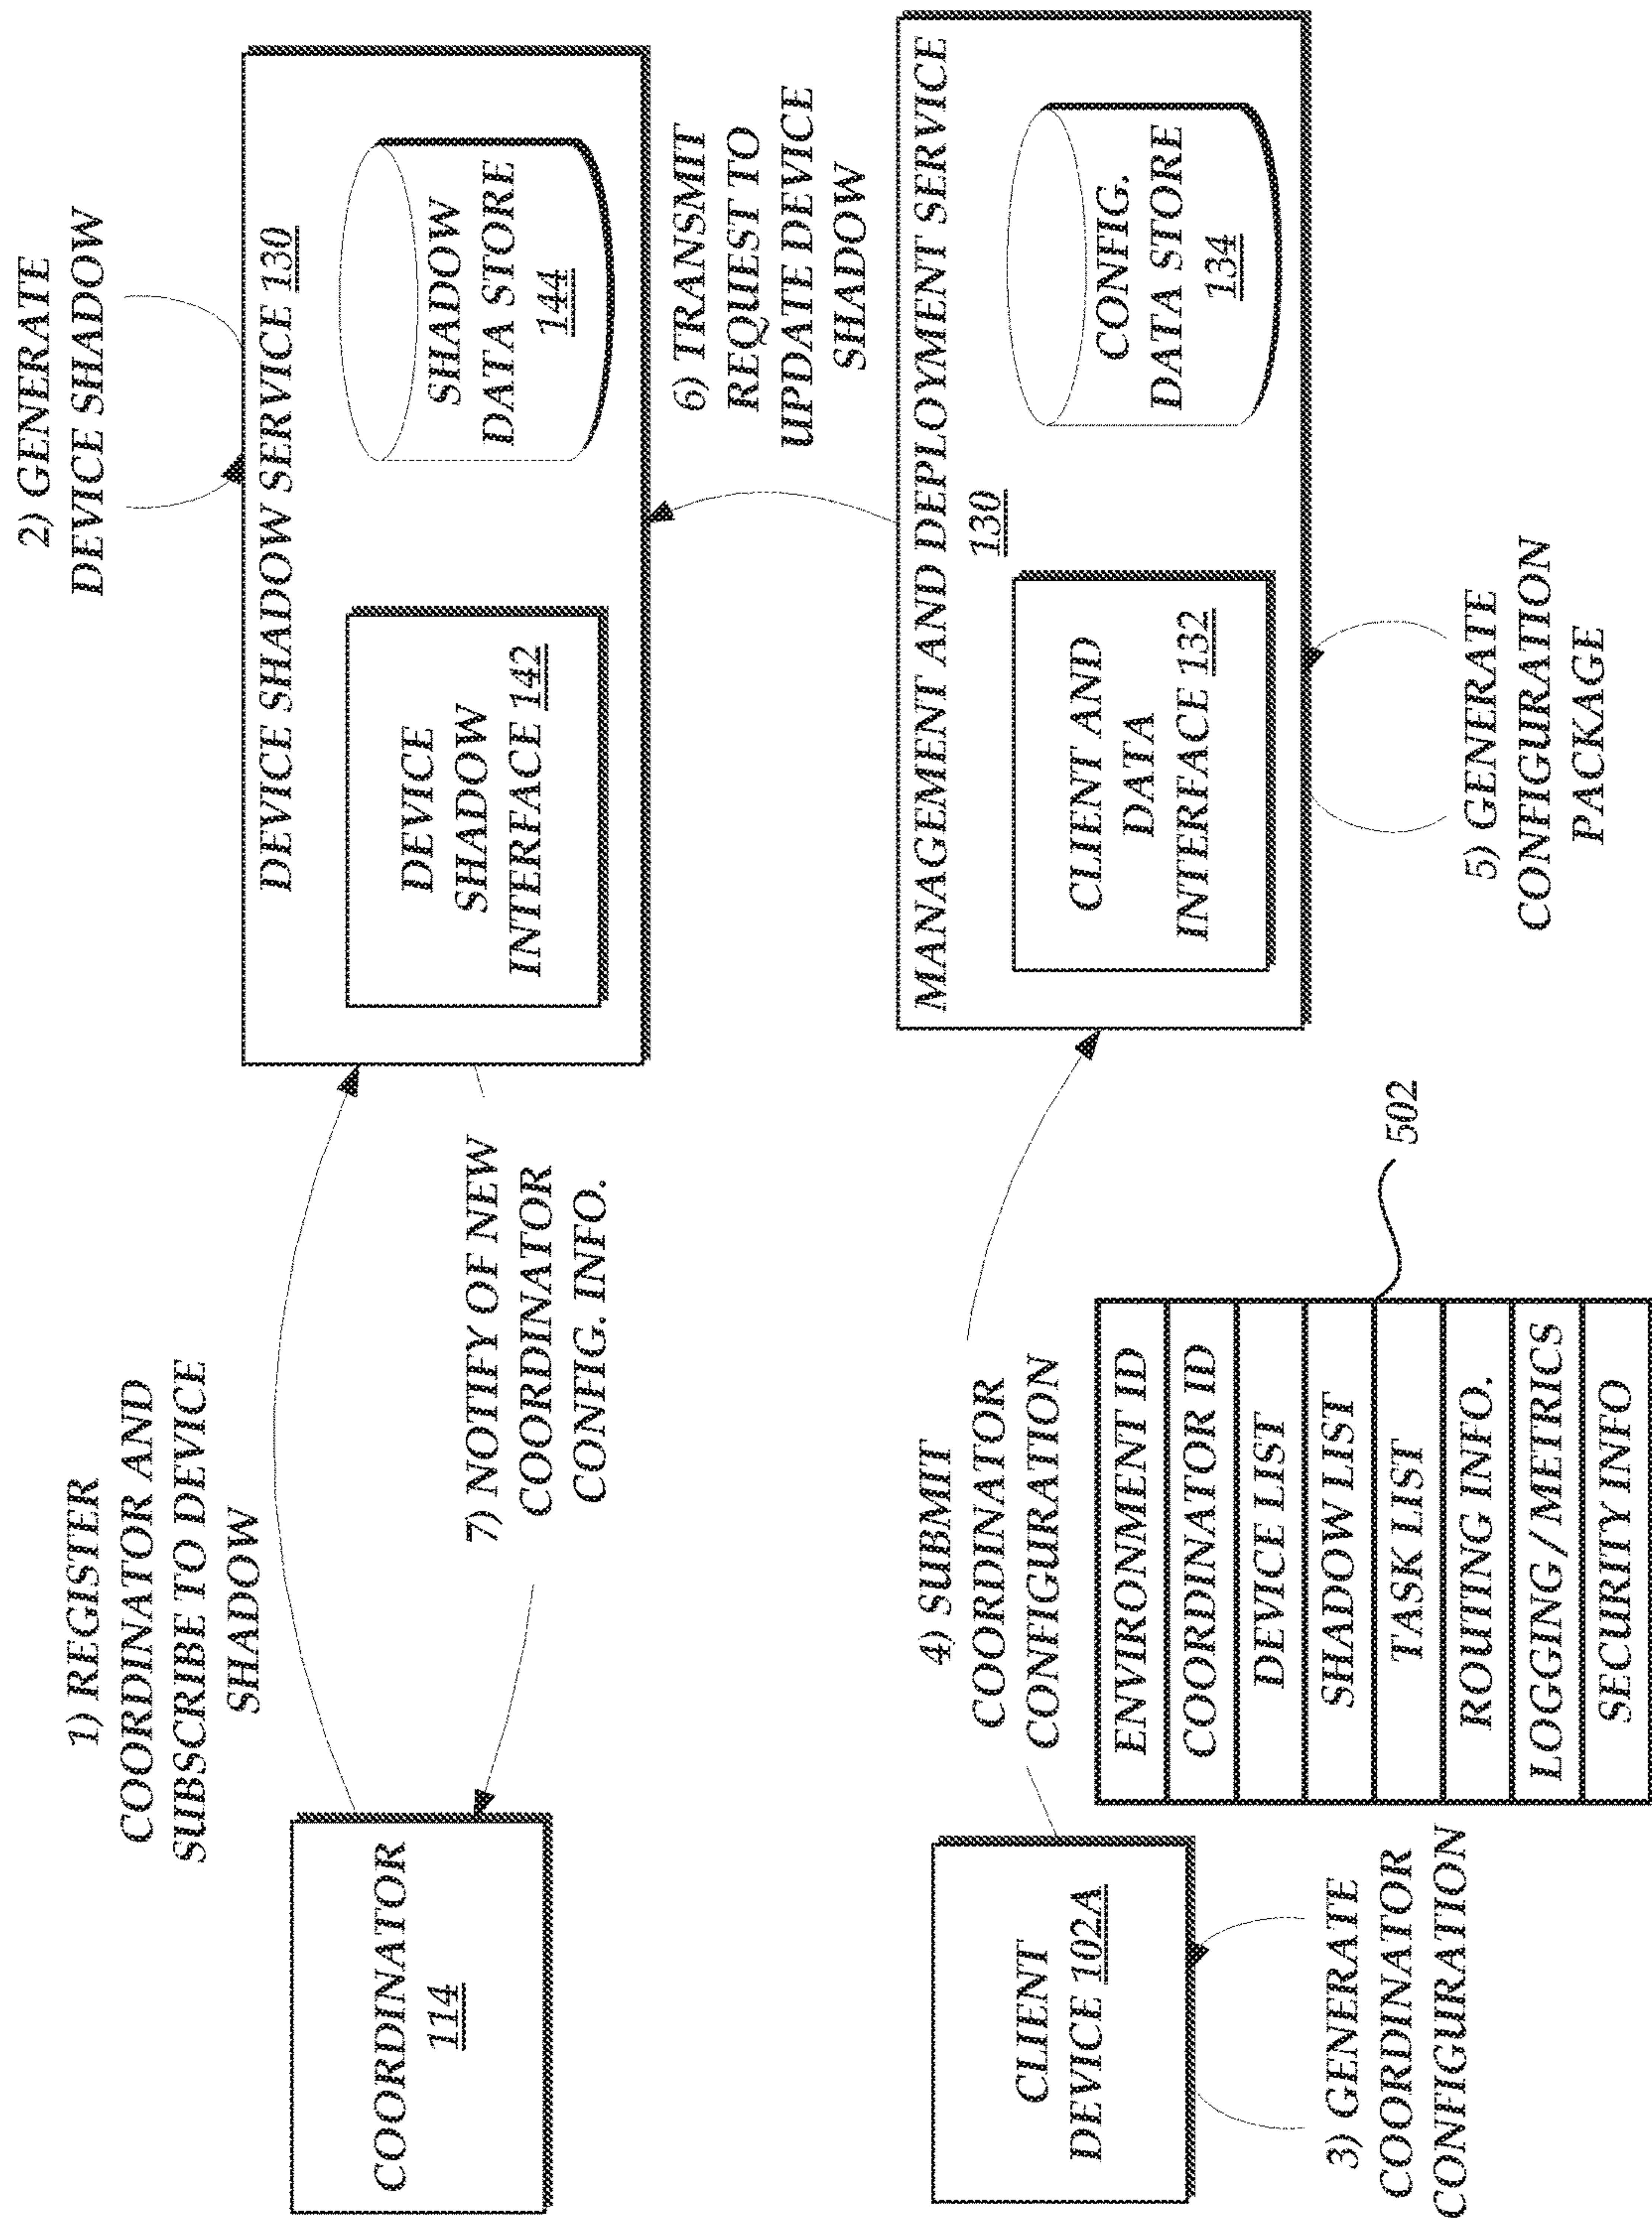 1) REGISTER
COORDINATOR AND
SUBSCRIBE TO DEVICE
SHADOW
2) GENERATE
DEVICE SHADOW
COORDINATOR
114
7) NOTIFY OF NEW
COORDINATOR
CONFIG. INFO.
DEVICE SHADOW SERVICE 130
DEVICE
SHADOW
INTERFACE 142
SHADOW
DATA STORE
144
6) TRANSMIT
REQUEST TO
UPDATE DEVICE
SHADOW
4) SUBMIT
COORDINATOR
CONFIGURATION
CLIENT
DEVICE 102A
3) GENERATE
COORDINATOR
CONFIGURATION
ENVIRONMENT ID
COORDINATOR ID
DEVICE LIST
SHADOW LIST
TASK LIST
ROUTING INFO.
LOGGING / METRICS
SECURITY INFO
502
MANAGEMENT AND DEPLOYMENT SERVICE
130
CLIENT AND
DATA
INTERFACE 132
CONFIG.
DATA STORE
134
5) GENERATE
CONFIGURATION
PACKAGE